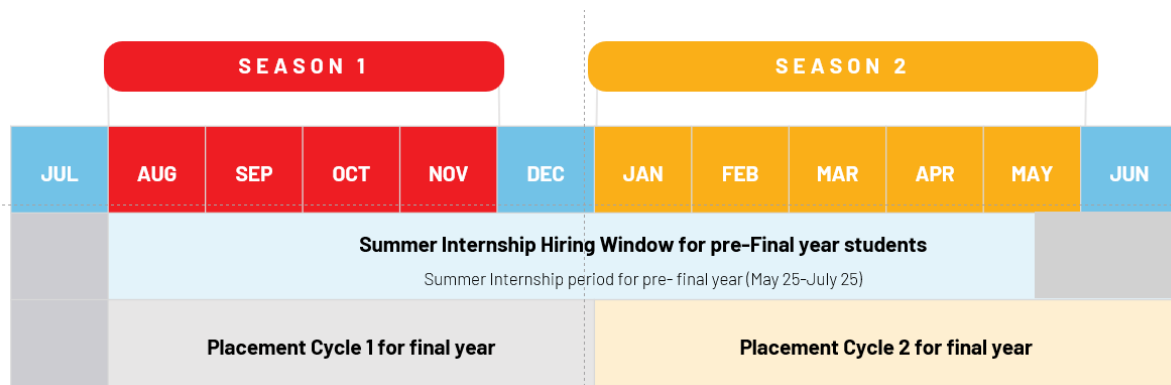 SEASON 1
SEASON 2
JUL AUG SEP OCT NOV DEC JAN FEB MAR APR MAY JUN
Summer Internship Hiring Window for pre-Final year students
Summer Internship period for pre- final year (May 25-July 25)
Placement Cycle 1 for final year
Placement Cycle 2 for final year